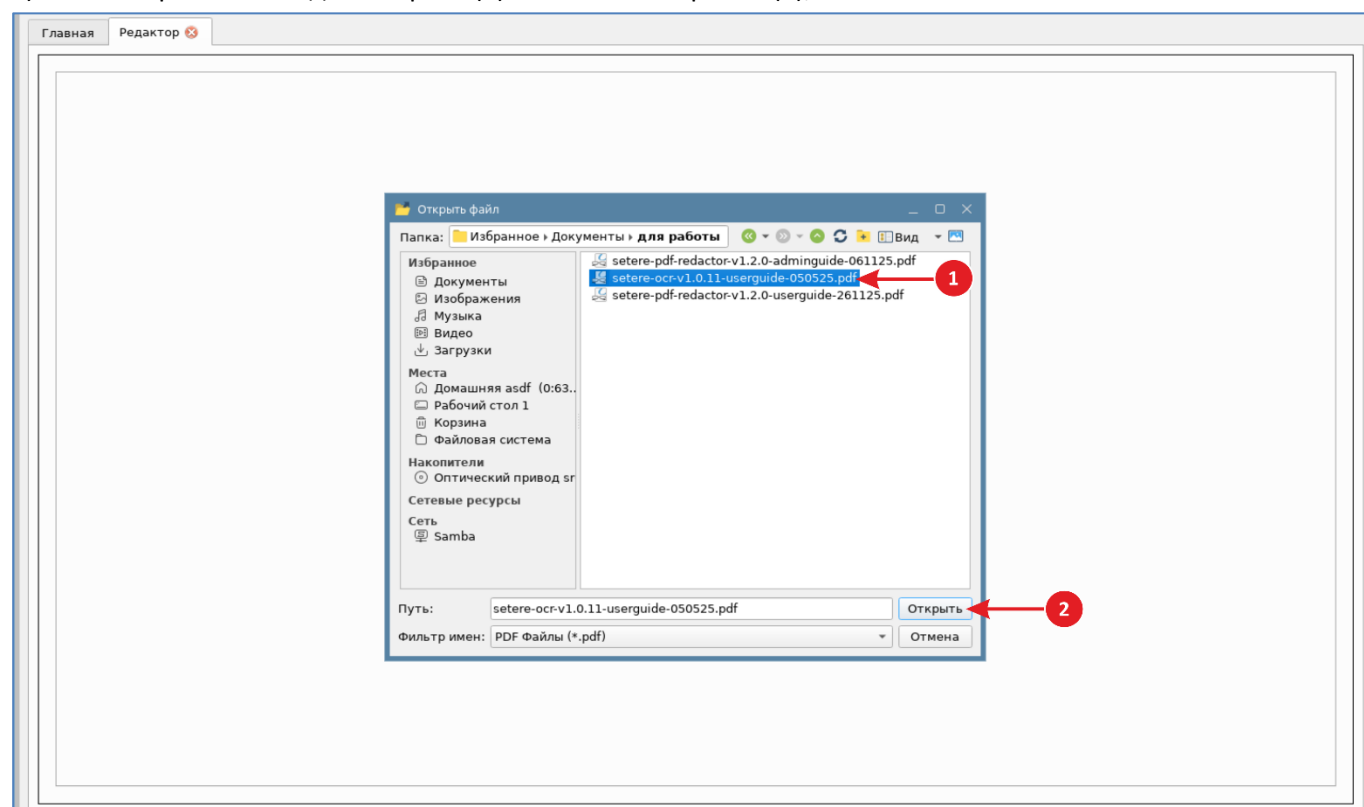 Главная Редактор
Открыть файл
Папка: Избранное Документы для работы Вид
Избранное
Документы
Изображения
Музыка
Видео
Загрузки
Места
Домашняя asdf (0:63..
Рабочий стол 1
Корзина
Файловая система
Накопители
Оптический привод sr
Сетевые ресурсы
Сеть
Samba
setere-pdf-redactor-v1.2.0-adminguide-061125.pdf
setere-ocr-v1.0.11-userguide-050525.pdf
1
setere-pdf-redactor-v1.2.0-userguide-261125.pdf
Путь: setere-ocr-v1.0.11-userguide-050525.pdf Открыть
2
Фильтр имен: PDF Файлы (*.pdf) Отмена